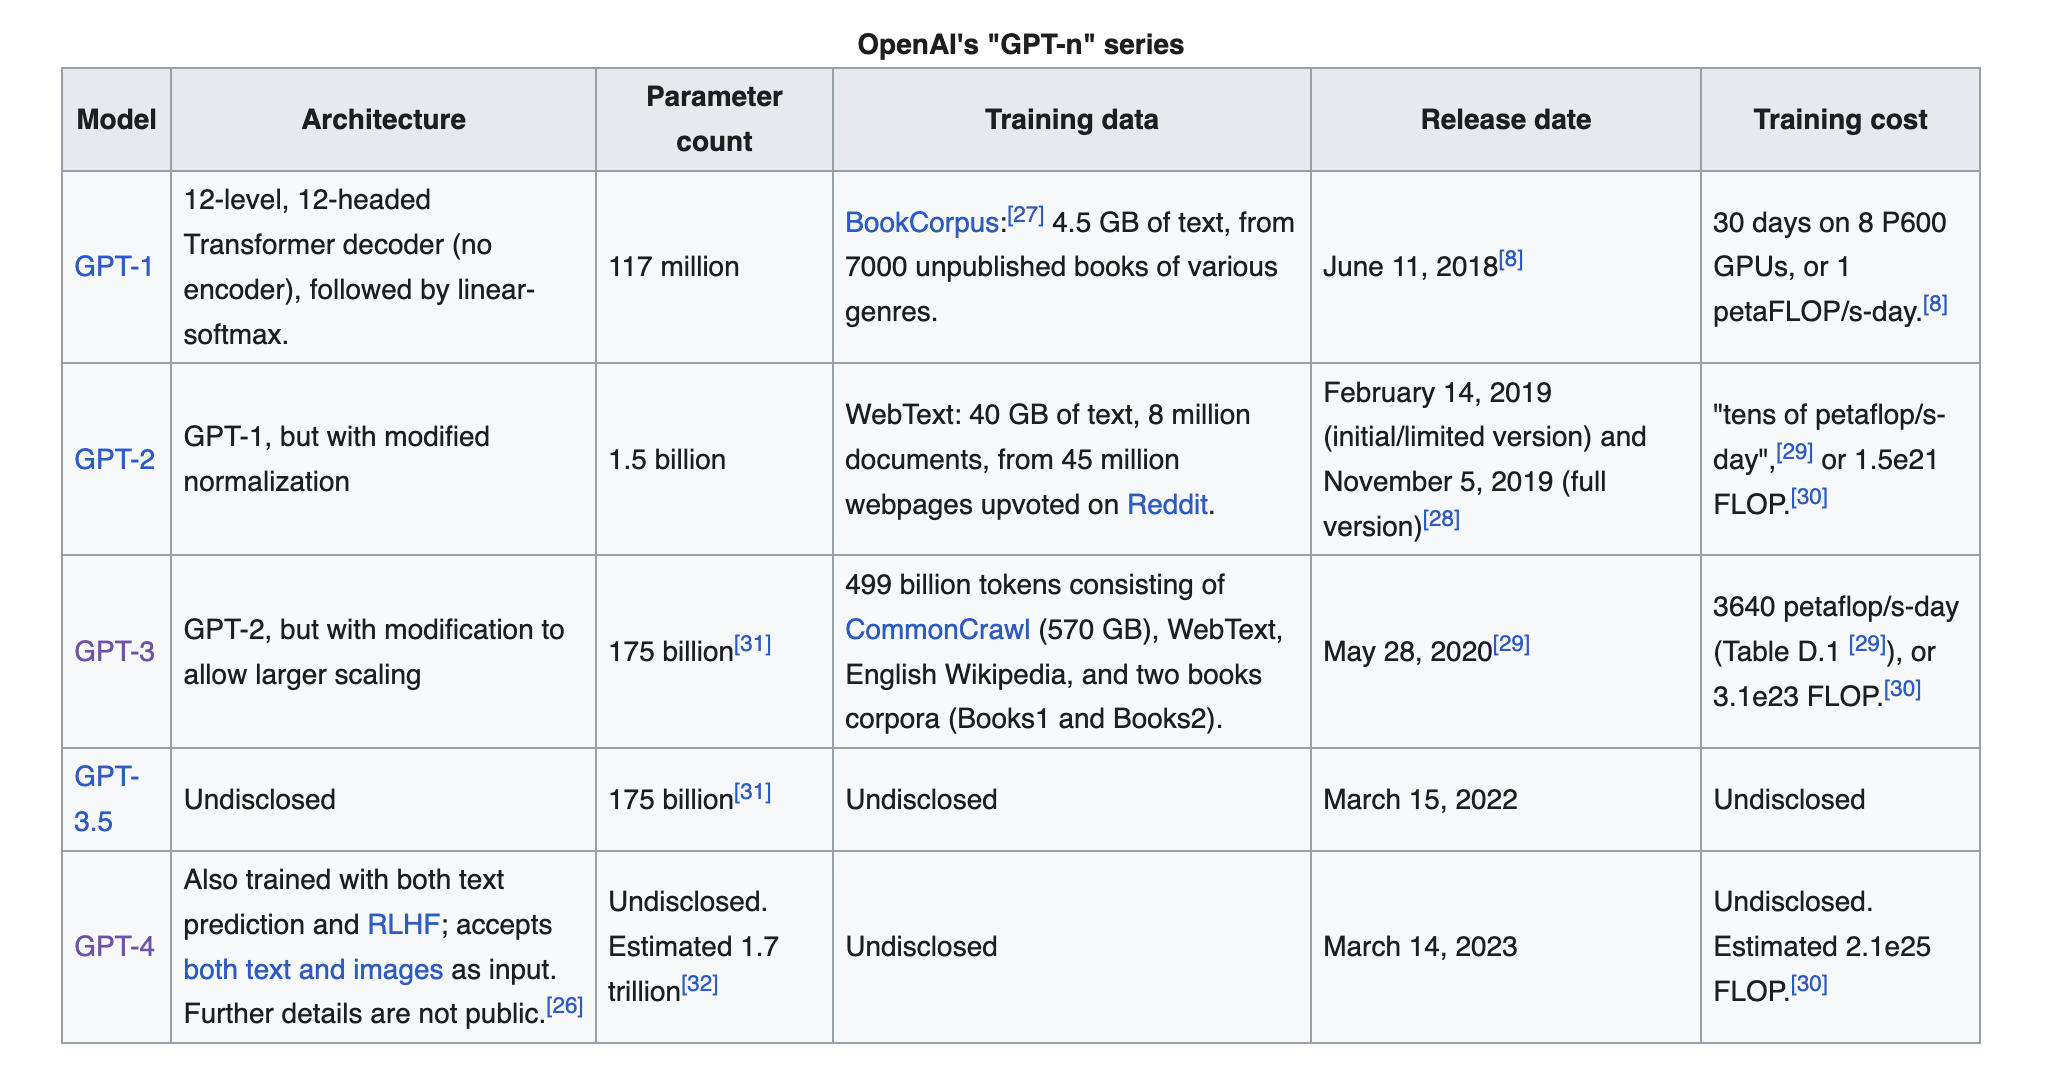 OpenAI's "GPT-n" series
Model
Architecture
Parameter
count
Training data
Release date
Training cost
GPT-1
12-level, 12-headed
Transformer decoder (no
encoder), followed by linear-
softmax.
117 million
BookCorpus:[27] 4.5 GB of text, from
7000 unpublished books of various
genres.
June 11, 2018[8]
30 days on 8 P600
GPUs, or 1
petaFLOP/s-day.[8]
GPT-2
GPT-1, but with modified
normalization
1.5 billion
WebText: 40 GB of text, 8 million
documents, from 45 million
webpages upvoted on Reddit.
February 14, 2019
(initial/limited version) and
November 5, 2019 (full
version)[28]
"tens of petaflop/s-
day",[29] or 1.5e21
FLOP.[30]
GPT-3
GPT-2, but with modification to
allow larger scaling
175 billion[31]
499 billion tokens consisting of
CommonCrawl (570 GB), WebText,
English Wikipedia, and two books
corpora (Books1 and Books2).
May 28, 2020[29]
3640 petaflop/s-day
(Table D.1 [29]), or
3.1e23 FLOP.[30]
GPT-
3.5
Undisclosed
175 billion[31]
Undisclosed
March 15, 2022
Undisclosed
GPT-4
Also trained with both text
prediction and RLHF; accepts
both text and images as input.
Further details are not public.[26]
Undisclosed.
Estimated 1.7
trillion[32]
Undisclosed
March 14, 2023
Undisclosed.
Estimated 2.1e25
FLOP.[30]